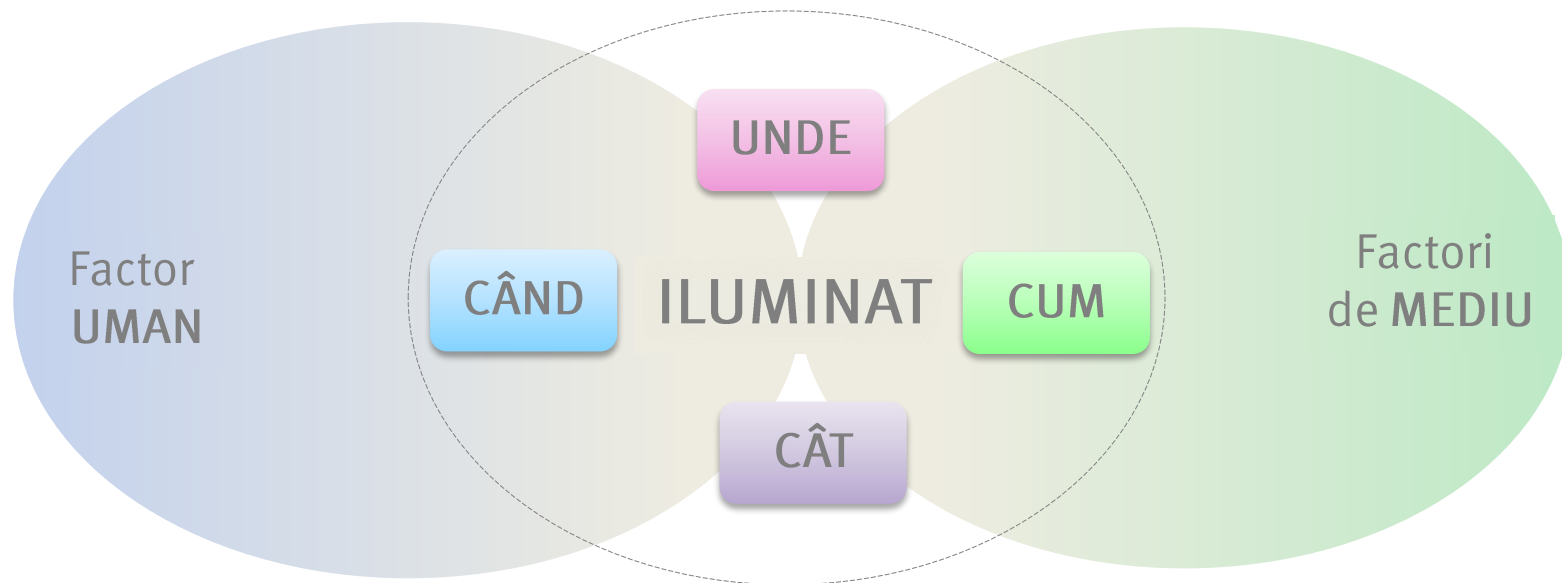 UNDE
Factor
UMAN
CÂND
ILUMINAT
CUM
Factori
de MEDIU
CÂT